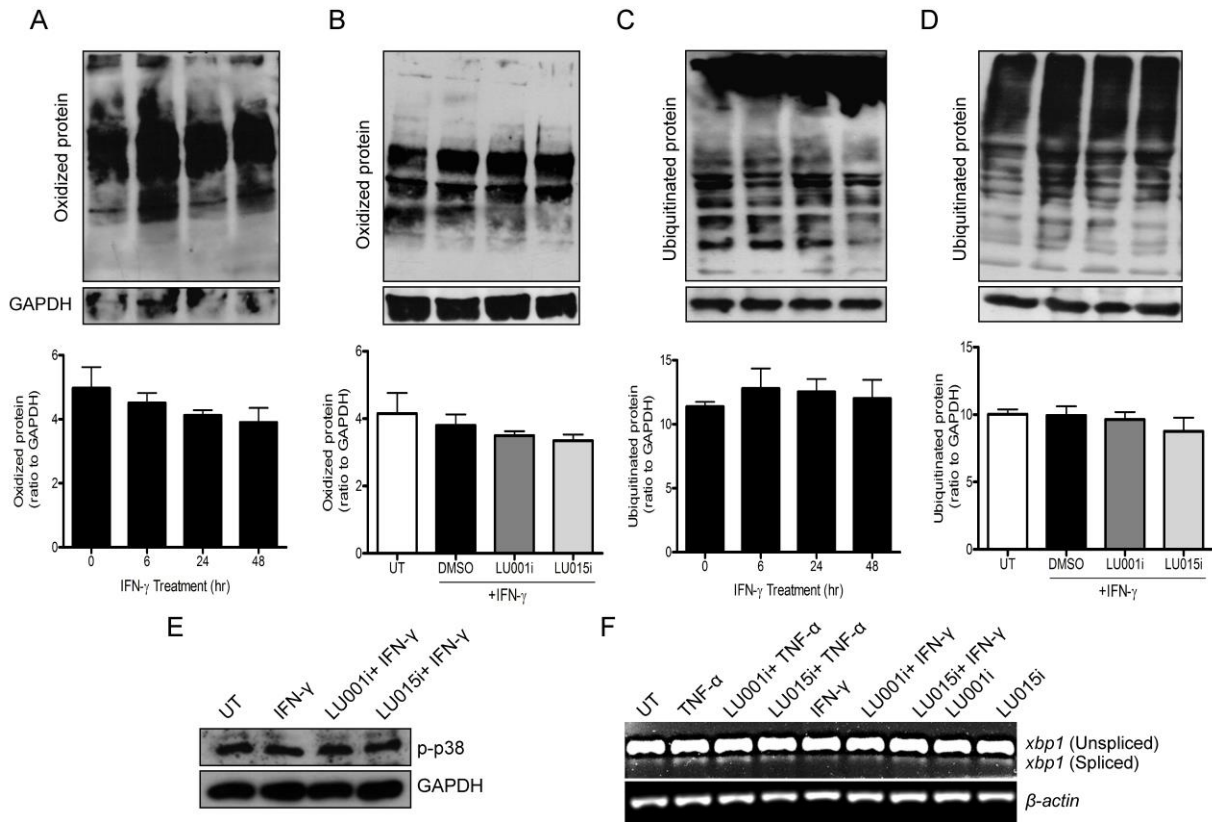 A
B
C
D
Oxidized protein
Oxidized protein
Ubiquitinated protein
Ubiquitinated protein
GAPDH
6
4
2
0
Oxidized protein
(ratio to GAPDH)
0 6 24 48
IFN-γ Treatment (hr)
6
4
2
0
Oxidized protein
(ratio to GAPDH)
UT DMSO LU001i LU015i
+IFN-γ
15
10
5
0
Ubiquitinated protein
(ratio to GAPDH)
0 6 24 48
IFN-γ Treatment (hr)
15
10
5
0
Ubiquitinated protein
(ratio to GAPDH)
UT DMSO LU001i LU015i
+IFN-γ
E
UT
IFN-γ
LU001i+ IFN-γ
LU015i+ IFN-γ
p-p38
GAPDH
F
UT
TNF-α
LU001i+ TNF-α
LU015i+ TNF-α
IFN-γ
LU001i+ IFN-γ
LU015i+ IFN-γ
LU001i
LU015i
xbp1 (Unspliced)
xbp1 (Spliced)
β-actin